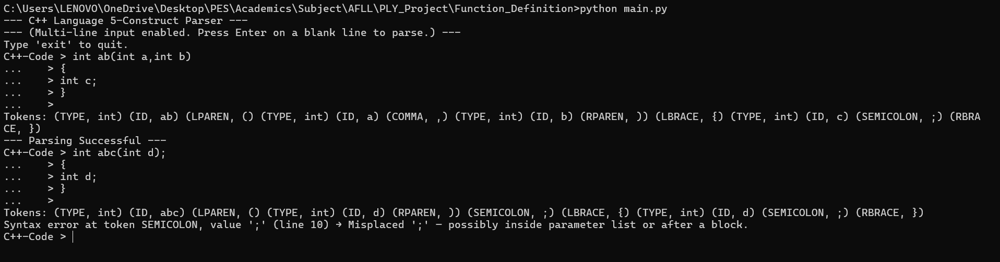 C:\Users\LENOVO\OneDrive\Desktop\PES\Academics\Subject\AFLL\PLY_Project\Function_Definition>python main.py
--- C++ Language 5-Construct Parser ---
--- (Multi-line input enabled. Press Enter on a blank line to parse.) ---
Type 'exit' to quit.
C++-Code > int ab(int a,int b)
...    > {
...    > int c;
...    > }
...    >
Tokens: (TYPE, int) (ID, ab) (LPAREN, () (TYPE, int) (ID, a) (COMMA, ,) (TYPE, int) (ID, b) (RPAREN, )) (LBRACE, {) (TYPE, int) (ID, c) (SEMICOLON, ;) (RBRA
CE, })
--- Parsing Successful ---
C++-Code > int abc(int d);
...    > {
...    > int d;
...    > }
...    >
Tokens: (TYPE, int) (ID, abc) (LPAREN, () (TYPE, int) (ID, d) (RPAREN, )) (SEMICOLON, ;) (LBRACE, {) (TYPE, int) (ID, d) (SEMICOLON, ;) (RBRACE, })
Syntax error at token SEMICOLON, value ';' (line 10) → Misplaced ';' — possibly inside parameter list or after a block.
C++-Code >